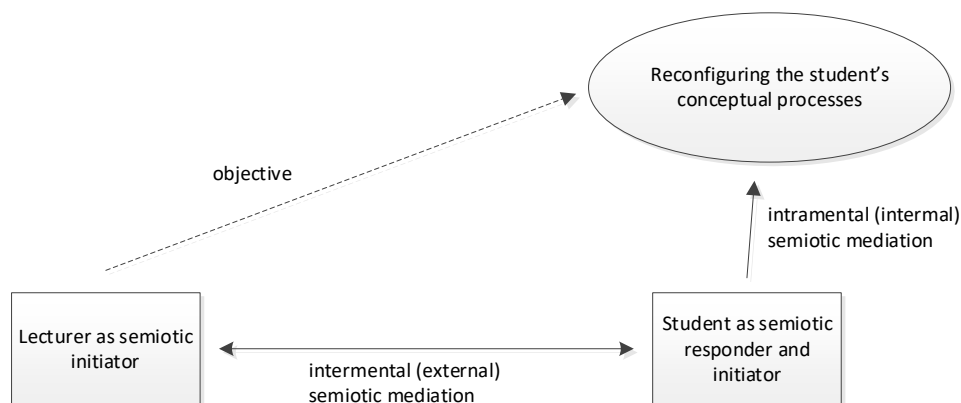 Reconfiguring the student's
conceptual processes
objective
intramental (intermal)
semiotic mediation
Lecturer as semiotic
initiator
Student as semiotic
responder and
initiator
intermental (external)
semiotic mediation